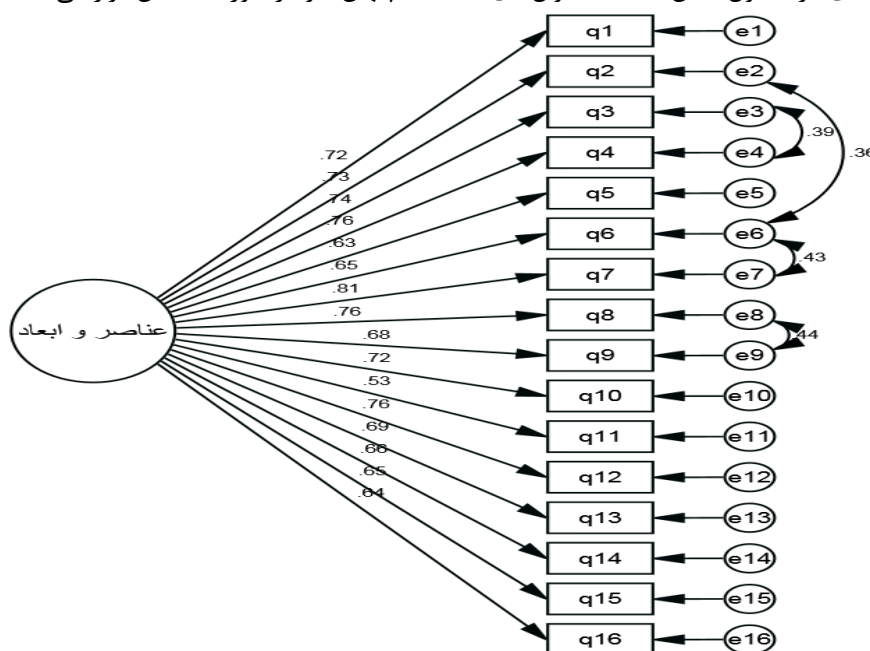 q1 e1
q2 e2
q3 e3
.39
.72 q4 e4 .36
.73
.74 q5 e5
.76
.63 q6 e6
.65 .43
.81 q7 e7
.76 q8 e8
عناصر و ابعاد .44
.68 q9 e9
.72
.53 q10 e10
.76
.69 q11 e11
.66
.65 q12 e12
.64
q13 e13
q14 e14
q15 e15
q16 e16